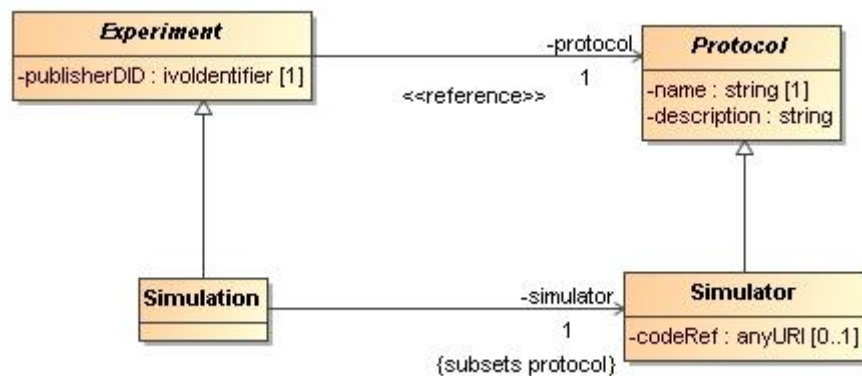 Experiment
-publisherDID : ivoIdentifier [1]
-protocol
1
<<reference>>
Protocol
-name : string [1]
-description : string
Simulation
-simulator
1
{subsets protocol}
Simulator
-codeRef : anyURI [0..1]